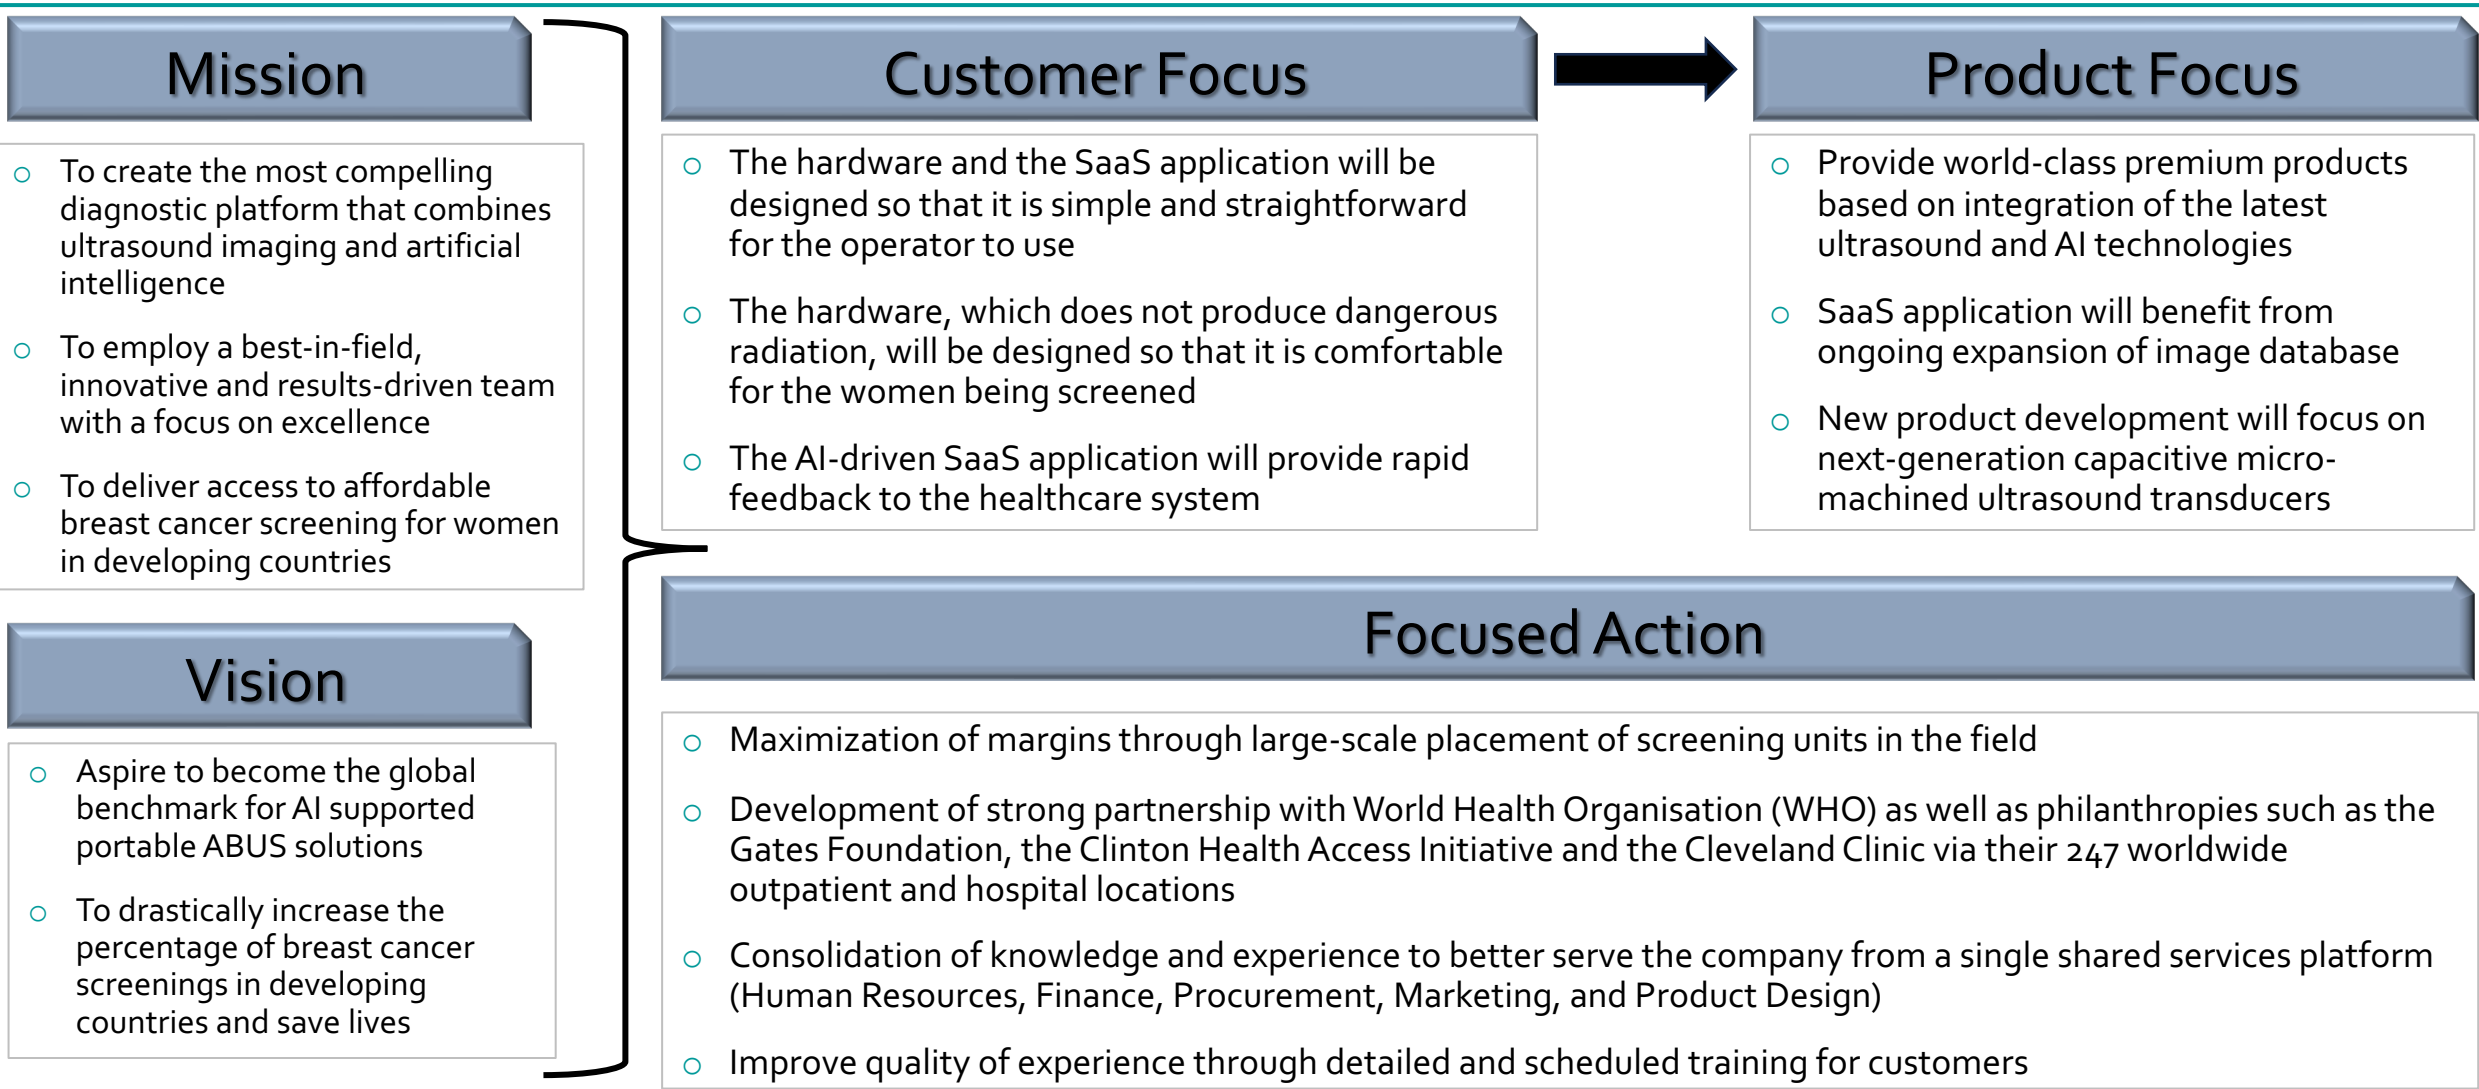 Mission
○ To create the most compelling
diagnostic platform that combines
ultrasound imaging and artificial
intelligence
○ To employ a best-in-field,
innovative and results-driven team
with a focus on excellence
○ To deliver access to affordable
breast cancer screening for women
in developing countries
Vision
○ Aspire to become the global
benchmark for AI supported
portable ABUS solutions
○ To drastically increase the
percentage of breast cancer
screenings in developing
countries and save lives
Customer Focus
○ The hardware and the SaaS application will be
designed so that it is simple and straightforward
for the operator to use
○ The hardware, which does not produce dangerous
radiation, will be designed so that it is comfortable
for the women being screened
○ The AI-driven SaaS application will provide rapid
feedback to the healthcare system
Product Focus
○ Provide world-class premium products
based on integration of the latest
ultrasound and AI technologies
○ SaaS application will benefit from
ongoing expansion of image database
○ New product development will focus on
next-generation capacitive micro-
machined ultrasound transducers
Focused Action
○ Maximization of margins through large-scale placement of screening units in the field
○ Development of strong partnership with World Health Organisation (WHO) as well as philanthropies such as the
Gates Foundation, the Clinton Health Access Initiative and the Cleveland Clinic via their 247 worldwide
outpatient and hospital locations
○ Consolidation of knowledge and experience to better serve the company from a single shared services platform
(Human Resources, Finance, Procurement, Marketing, and Product Design)
○ Improve quality of experience through detailed and scheduled training for customers